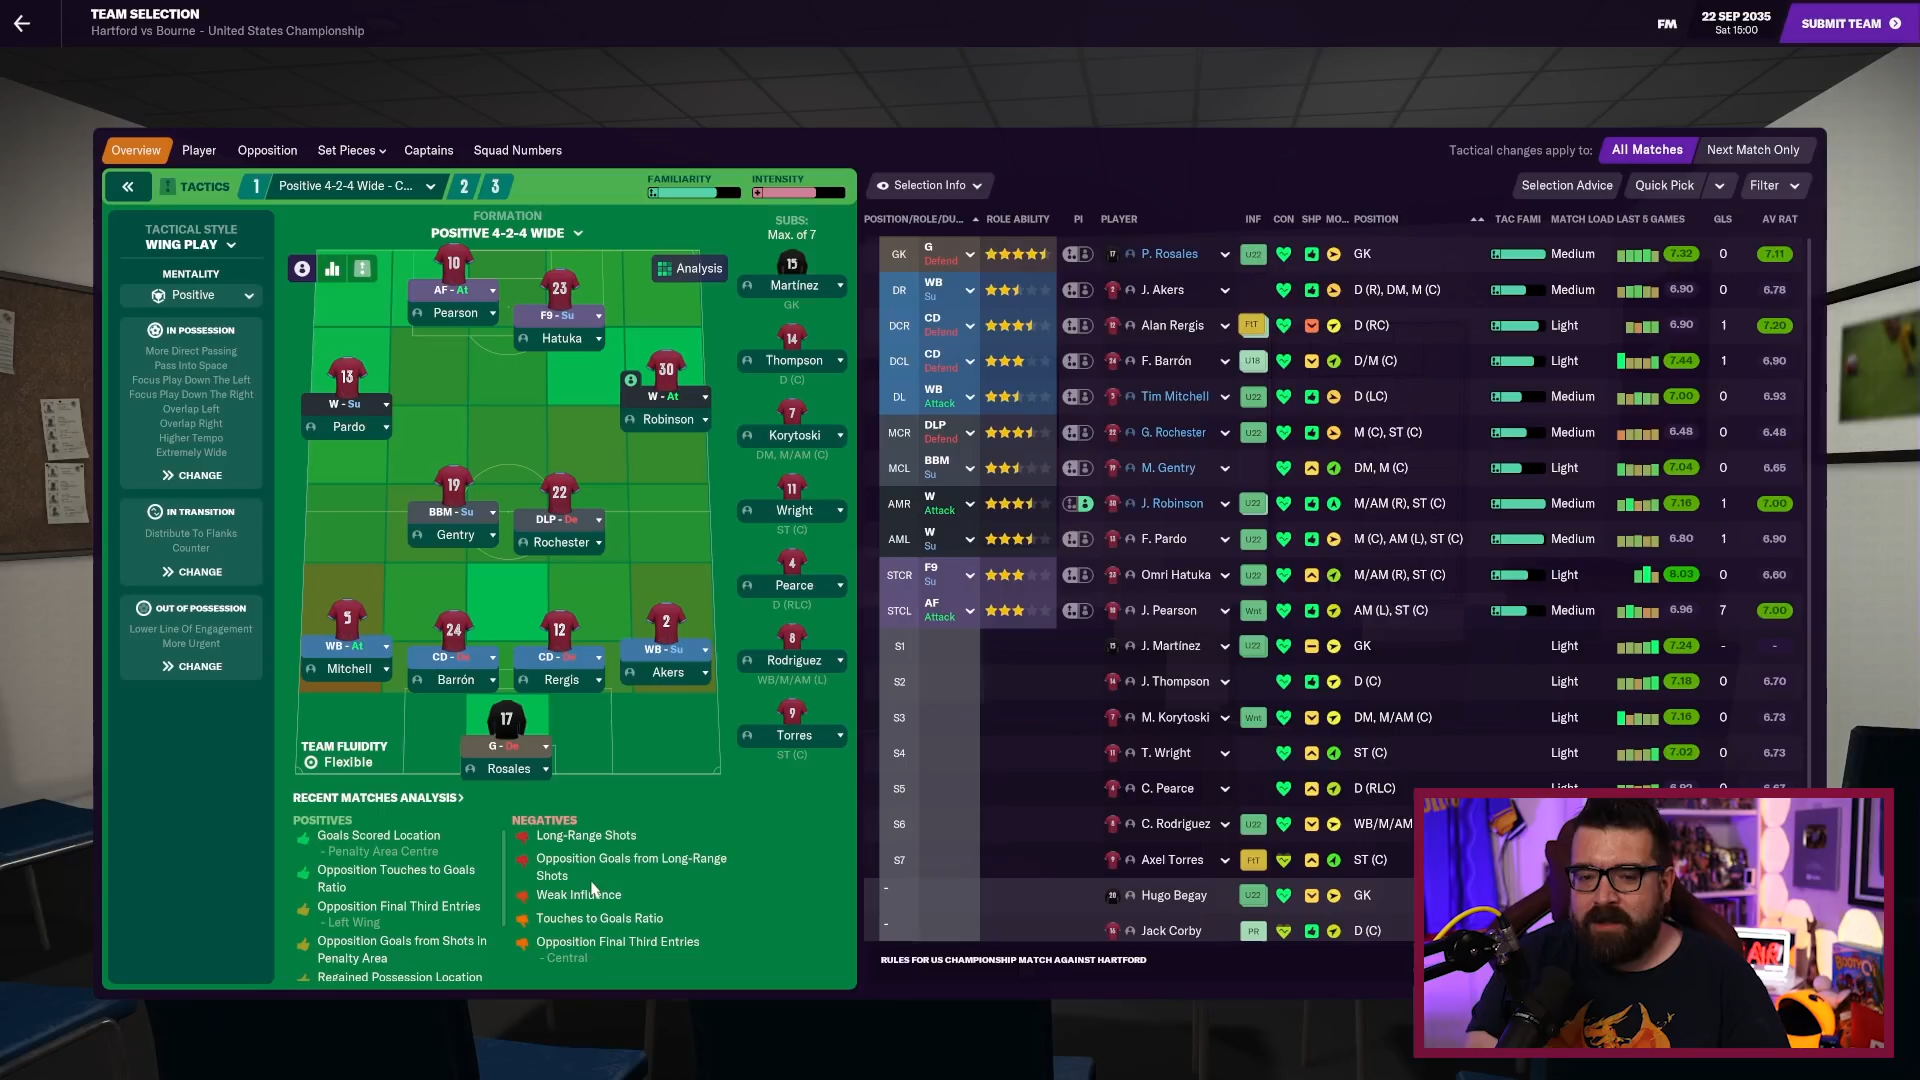 TEAM SELECTION
Hartford vs Bourne - United States Championship
FM
22 SEP 2035
Sat 15:00
SUBMIT TEAM
Overview
Player
Opposition
Set Pieces
Captains
Squad Numbers
Tactical changes apply to:
All Matches
Next Match Only
TACTICS
1
Positive 4-2-4 Wide - C...
2
3
FAMILIARITY
INTENSITY
TACTICAL STYLE
WING PLAY
MENTALITY
Positive
IN POSSESSION
More Direct Passing
Pass Into Space
Focus Play Down The Left
Focus Play Down The Right
Overlap Left
Overlap Right
Higher Tempo
Extremely Wide
CHANGE
IN TRANSITION
Distribute To Flanks
Counter
CHANGE
OUT OF POSSESSION
Lower Line Of Engagement
More Urgent
CHANGE
FORMATION
POSITIVE 4-2-4 WIDE
Analysis
10
AF - At
Pearson
23
F9 - Su
Hatuka
13
W - Su
Pardo
30
W - At
Robinson
19
BBM - Su
Gentry
22
DLP - De
Rochester
5
WB - At
Mitchell
24
CD - De
Barrón
12
CD - De
Rergis
2
WB - Su
Akers
17
G - De
Rosales
TEAM FLUIDITY
Flexible
SUBS:
Max. of 7
15
Martínez
GK
14
Thompson
D (C)
7
Korytoski
DM, M/AM (C)
11
Wright
ST (C)
4
Pearce
D (RLC)
8
Rodriguez
WB/M/AM (L)
9
Torres
ST (C)
RECENT MATCHES ANALYSIS>
POSITIVES
Goals Scored Location
- Penalty Area Centre
Opposition Touches to Goals
Ratio
Opposition Final Third Entries
- Left Wing
Opposition Goals from Shots in
Penalty Area
Regained Possession Location
NEGATIVES
Long-Range Shots
Opposition Goals from Long-Range
Shots
Weak Influence
Touches to Goals Ratio
Opposition Final Third Entries
- Central
Selection Info
Selection Advice
Quick Pick
Filter
POSITION/ROLE/DU... ROLE ABILITY PI PLAYER INF CON SHP MO... POSITION TAC FAMI MATCH LOAD LAST 5 GAMES GLS AV RAT
GK G Defend P. Rosales U22 GK Medium 7.32 0 7.11
DR WB Su J. Akers D (R), DM, M (C) Medium 6.90 0 6.78
DCR CD Defend Alan Rergis FtT D (RC) Light 6.90 1 7.20
DCL CD Defend F. Barrón U18 D/M (C) Light 7.44 1 6.90
DL WB Attack Tim Mitchell U22 D (LC) Medium 7.00 0 6.93
MCR DLP Defend G. Rochester U22 M (C), ST (C) Medium 6.48 0 6.48
MCL BBM Su M. Gentry DM, M (C) Light 7.04 0 6.65
AMR W Attack J. Robinson U22 M/AM (R), ST (C) Medium 7.16 1 7.00
AML W Su F. Pardo U22 M (C), AM (L), ST (C) Medium 6.80 1 6.90
STCR F9 Su Omri Hatuka U22 M/AM (R), ST (C) Light 8.03 0 6.60
STCL AF Attack J. Pearson Wnt AM (L), ST (C) Medium 6.96 7 7.00
S1 J. Martínez U22 GK Light 7.24 - -
S2 J. Thompson D (C) Light 7.18 0 6.70
S3 M. Korytoski Wnt DM, M/AM (C) Light 7.16 0 6.73
S4 T. Wright ST (C) Light 7.02 0 6.73
S5 C. Pearce D (RLC) Light
S6 C. Rodriguez U22 WB/M/AM
S7 Axel Torres FtT ST (C)
- Hugo Begay U22 GK
- Jack Corby PR D (C)
RULES FOR US CHAMPIONSHIP MATCH AGAINST HARTFORD